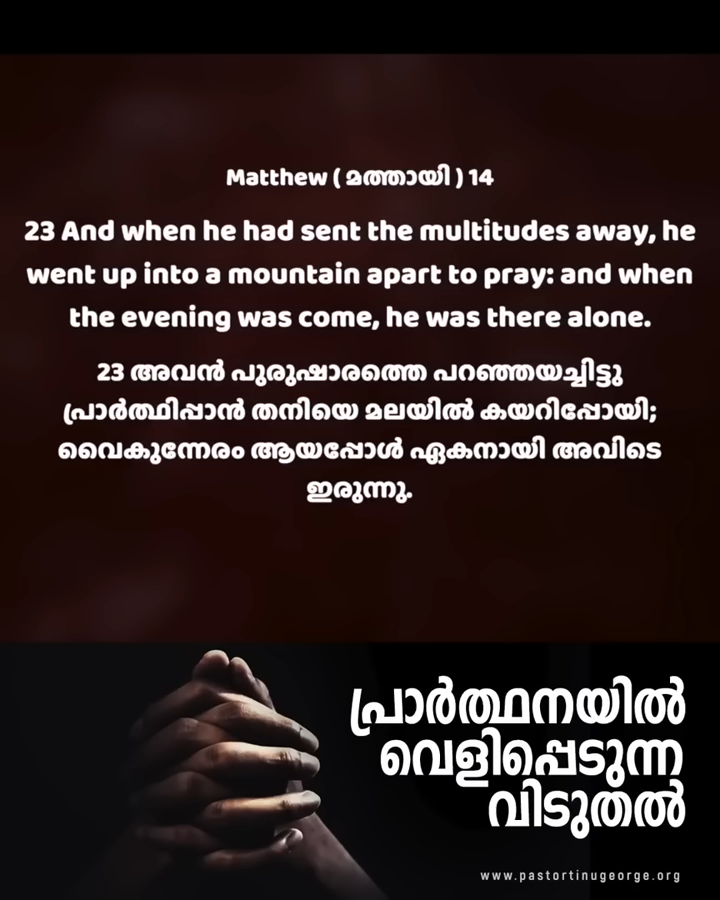 Matthew ( മത്തായി ) 14
23 And when he had sent the multitudes away, he
went up into a mountain apart to pray: and when
the evening was come, he was there alone.
23 അവൻ പുരുഷാരത്തെ പറഞ്ഞയച്ചിട്ടു
പ്രാർത്ഥിപ്പാൻ തനിയെ മലയിൽ കയറിപ്പോയി;
വൈകുന്നേരം ആയപ്പോൾ ഏകനായി അവിടെ
ഇരുന്നു.
പ്രാർത്ഥനയിൽ
വെളിപ്പെടുന്ന
വിടുതൽ
www.pastortinugeorge.org